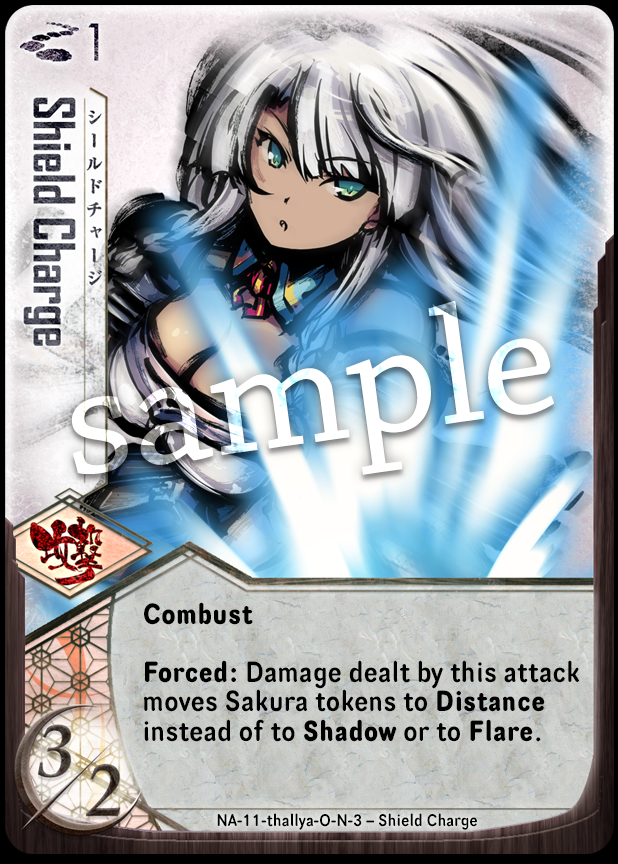 1
Shield Charge
シールドチャージ
sample
攻撃
Combust
Forced: Damage dealt by this attack
moves Sakura tokens to Distance
instead of to Shadow or to Flare.
3/2
NA-11-thallya-O-N-3 – Shield Charge